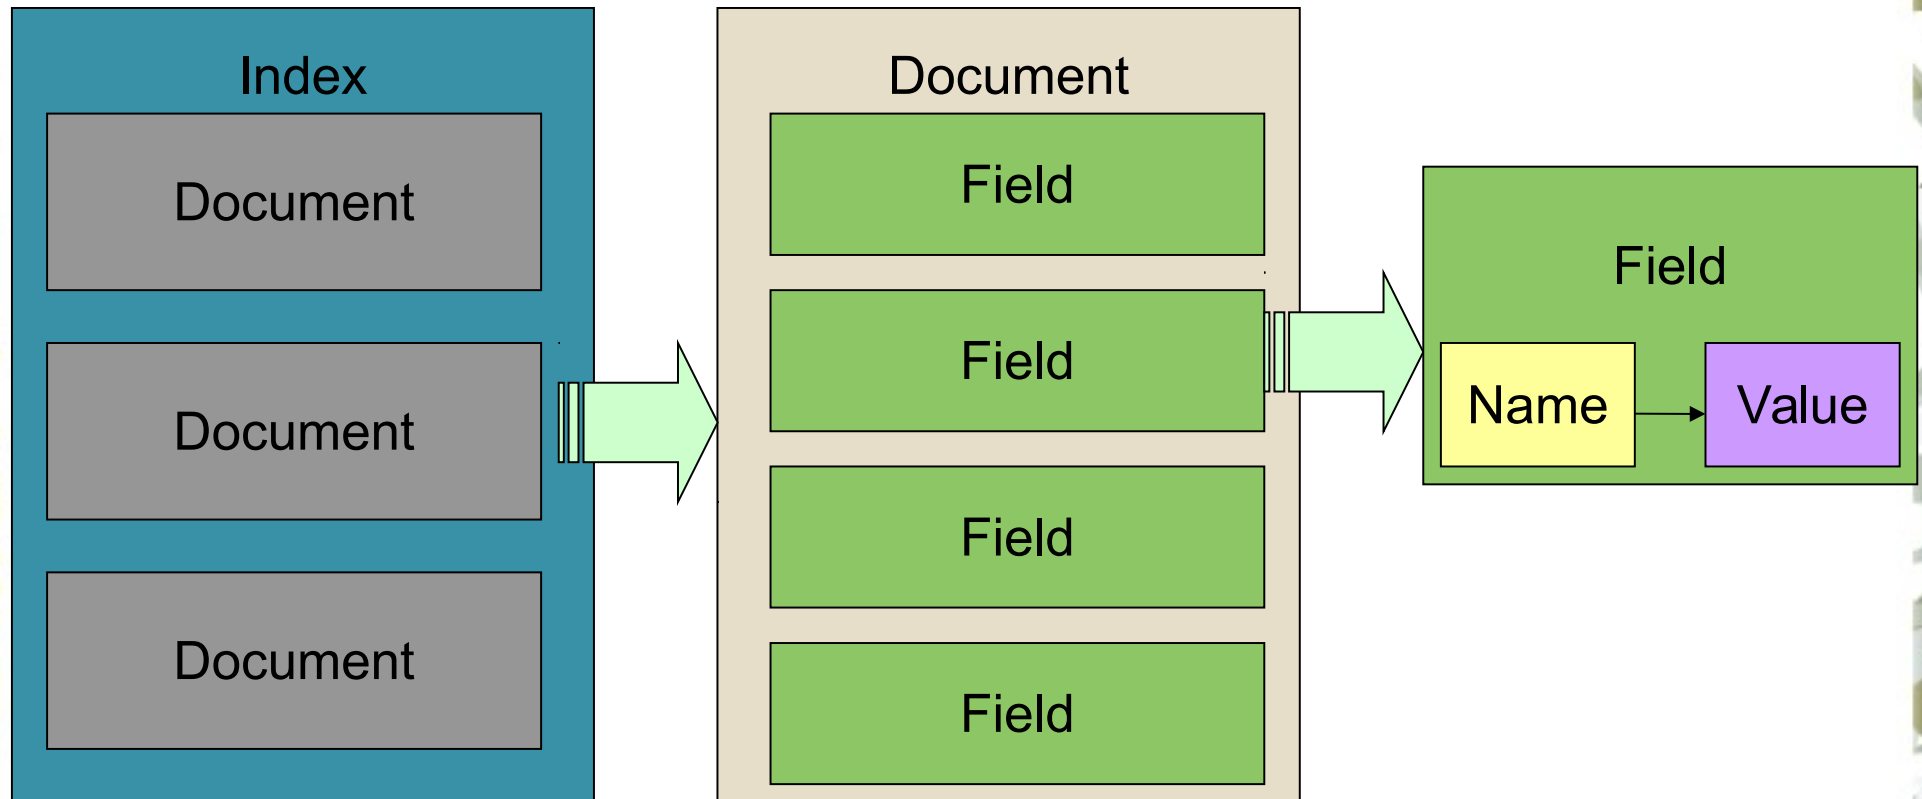 Index
Document
Document
Document
Document
Field
Field
Field
Field
Field
Name
Value